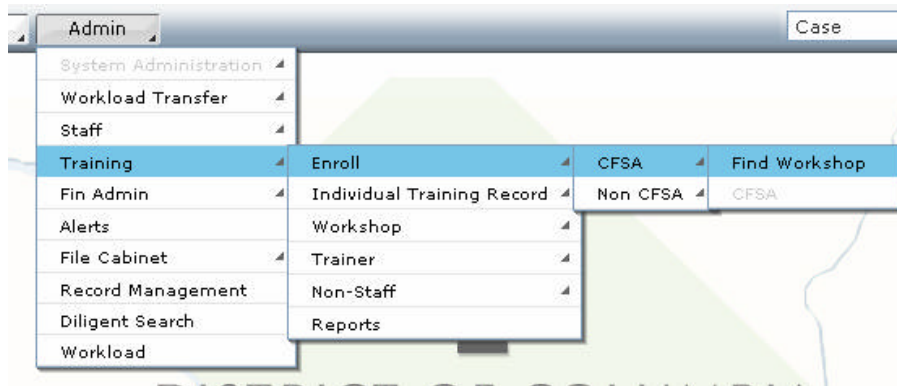 Admin
Case
System Administration
Workload Transfer
Staff
Training
Fin Admin
Alerts
File Cabinet
Record Management
Diligent Search
Workload
Enroll
Individual Training Record
Workshop
Trainer
Non-Staff
Reports
CFSA
Non CFSA
Find Workshop
CFSA